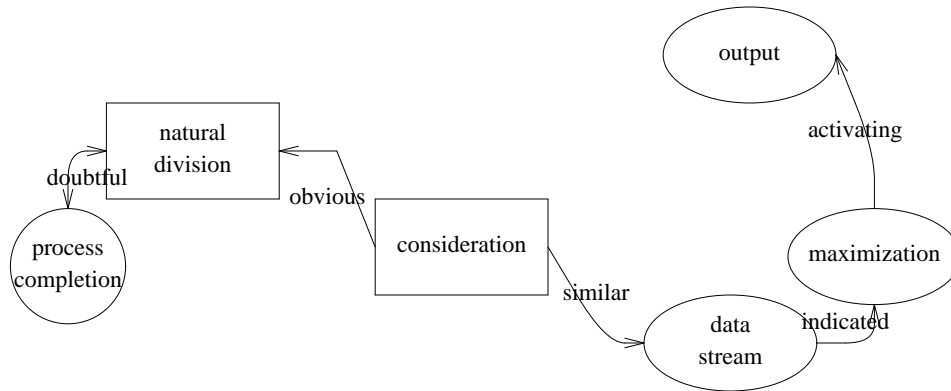 output
natural
division
activating
doubtful
obvious
process
completion
consideration
maximization
similar
data
stream
indicated